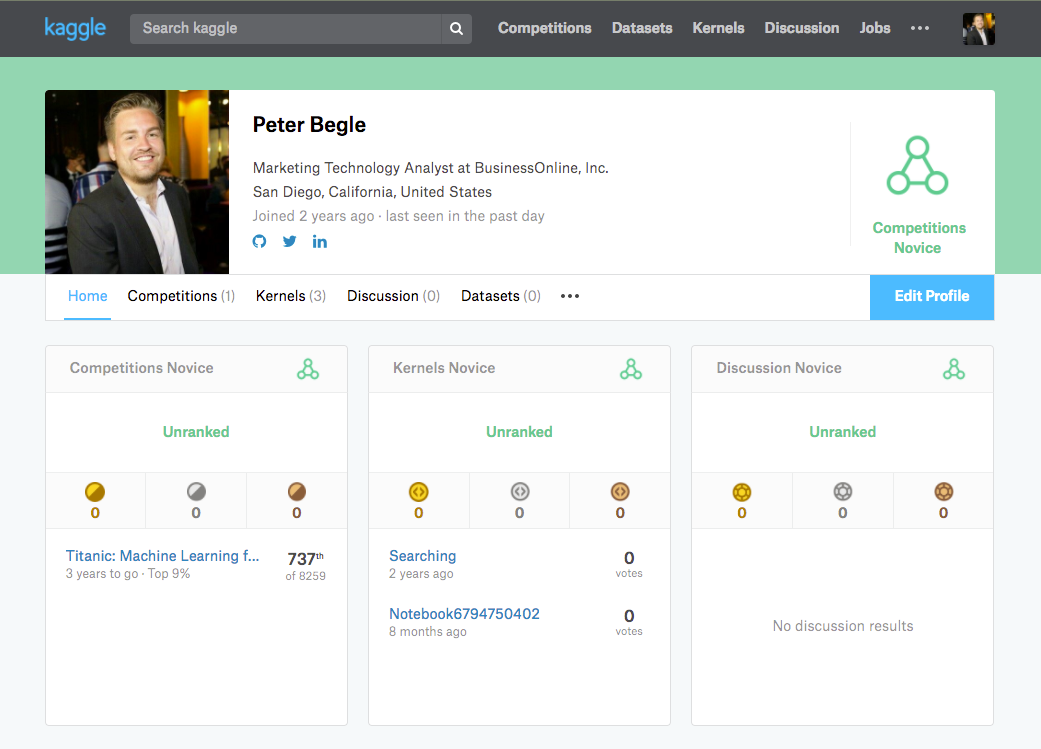 kaggle
Search kaggle
Competitions Datasets Kernels Discussion Jobs •••
Peter Begle
Marketing Technology Analyst at BusinessOnline, Inc.
San Diego, California, United States
Joined 2 years ago · last seen in the past day
in
Competitions
Novice
Home Competitions (1) Kernels (3) Discussion (0) Datasets (0) •••
Edit Profile
Competitions Novice
Unranked
0 0 0
Titanic: Machine Learning f... 737th
3 years to go · Top 9% of 8259
Kernels Novice
Unranked
0 0 0
Searching 0
2 years ago votes
Notebook6794750402 0
8 months ago votes
Discussion Novice
Unranked
0 0 0
No discussion results